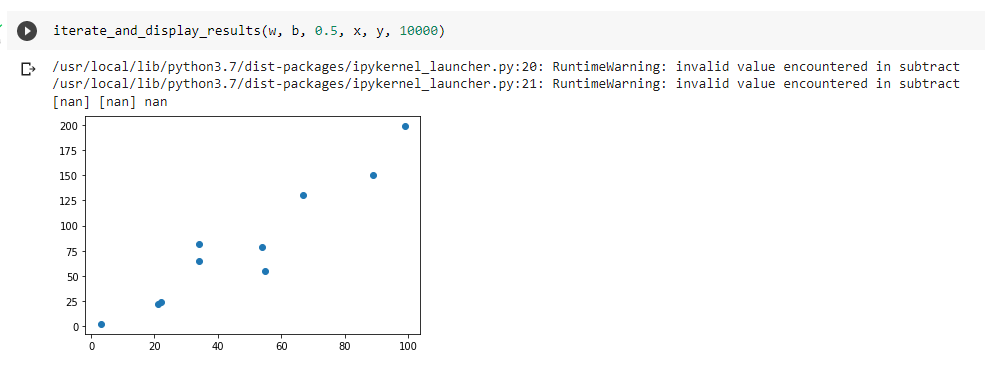 iterate_and_display_results(w, b, 0.5, x, y, 10000)
/usr/local/lib/python3.7/dist-packages/ipykernel_launcher.py:20: RuntimeWarning: invalid value encountered in subtract
/usr/local/lib/python3.7/dist-packages/ipykernel_launcher.py:21: RuntimeWarning: invalid value encountered in subtract
[nan] [nan] nan
200
175
150
125
100
75
50
25
0
0 20 40 60 80 100